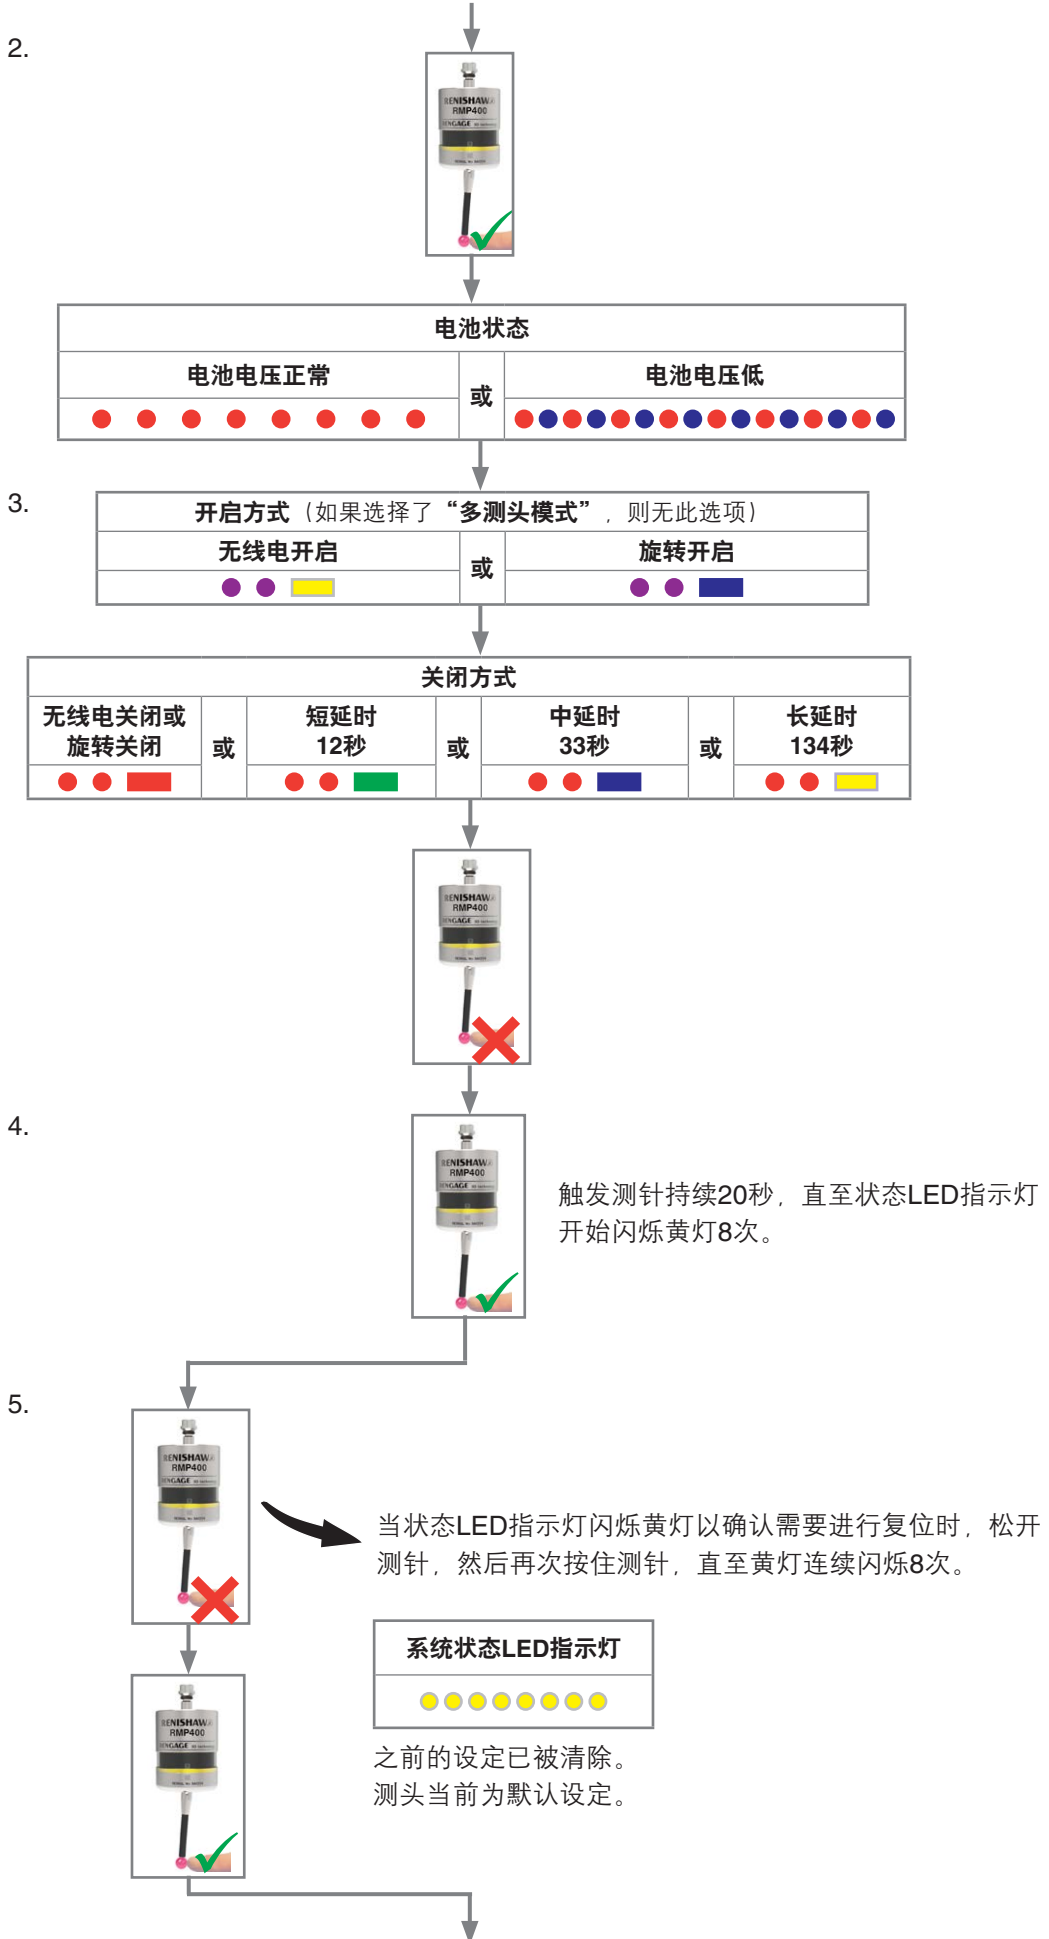 2.
RENISHAW
RMP400
RENGAGE
电池状态
电池电压正常
或
电池电压低
3.
开启方式（如果选择了“多测头模式”，则无此选项）
无线电开启
或
旋转开启
关闭方式
无线电关闭或
旋转关闭
或
短延时
12秒
或
中延时
33秒
或
长延时
134秒
RENISHAW
RMP400
RENGAGE
4.
RENISHAW
RMP400
RENGAGE
触发测针持续20秒，直至状态LED指示灯
开始闪烁黄灯8次。
5.
RENISHAW
RMP400
RENGAGE
当状态LED指示灯闪烁黄灯以确认需要进行复位时，松开
测针，然后再次按住测针，直至黄灯连续闪烁8次。
系统状态LED指示灯
RENISHAW
RMP400
RENGAGE
之前的设定已被清除。
测头当前为默认设定。